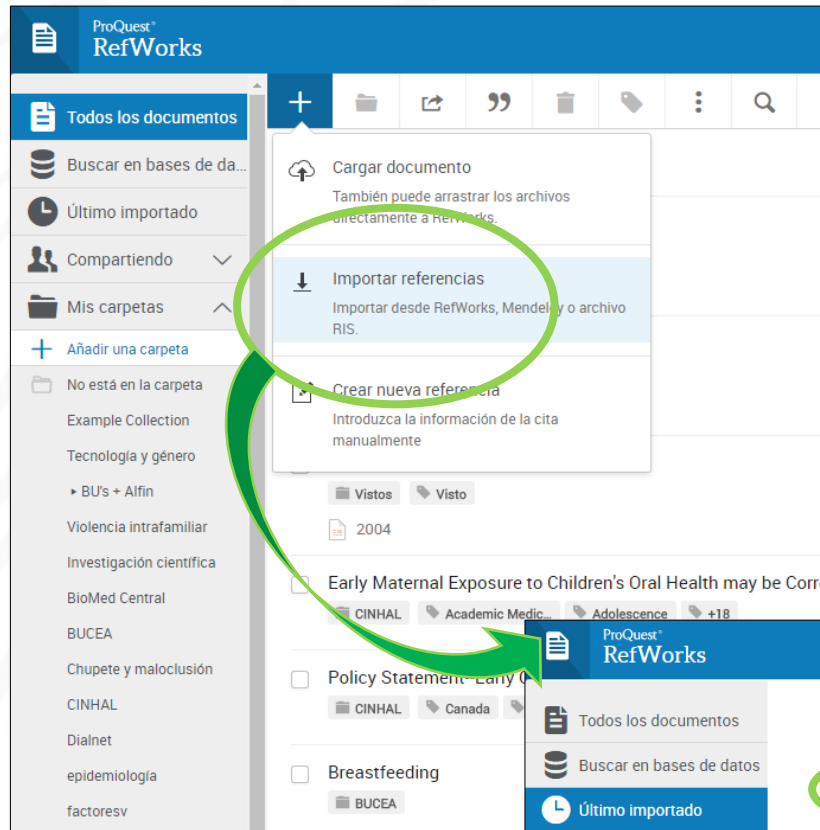 ProQuest®
RefWorks
Todos los documentos
Buscar en bases de da...
Último importado
Compartiendo
Mis carpetas
Añadir una carpeta
No está en la carpeta
Example Collection
Tecnología y género
BU's + Alfin
Violencia intrafamiliar
Investigación científica
BioMed Central
BUCEA
Chupete y maloclusión
CINHAL
Dialnet
epidemiología
factoresv
Cargar documento
También puede arrastrar los archivos
directamente a RefWorks.
Importar referencias
Importar desde RefWorks, Mendeley o archivo
RIS.
Crear nueva referencia
Introduzca la información de la cita
manualmente
Vistos Visto
2004
Early Maternal Exposure to Children's Oral Health may be Corre
CINHAL Academic Medic... Adolescence +18
Policy Statement- Early
CINHAL Canada
Breastfeeding
BUCEA
ProQuest®
RefWorks
Todos los documentos
Buscar en bases de datos
Último importado